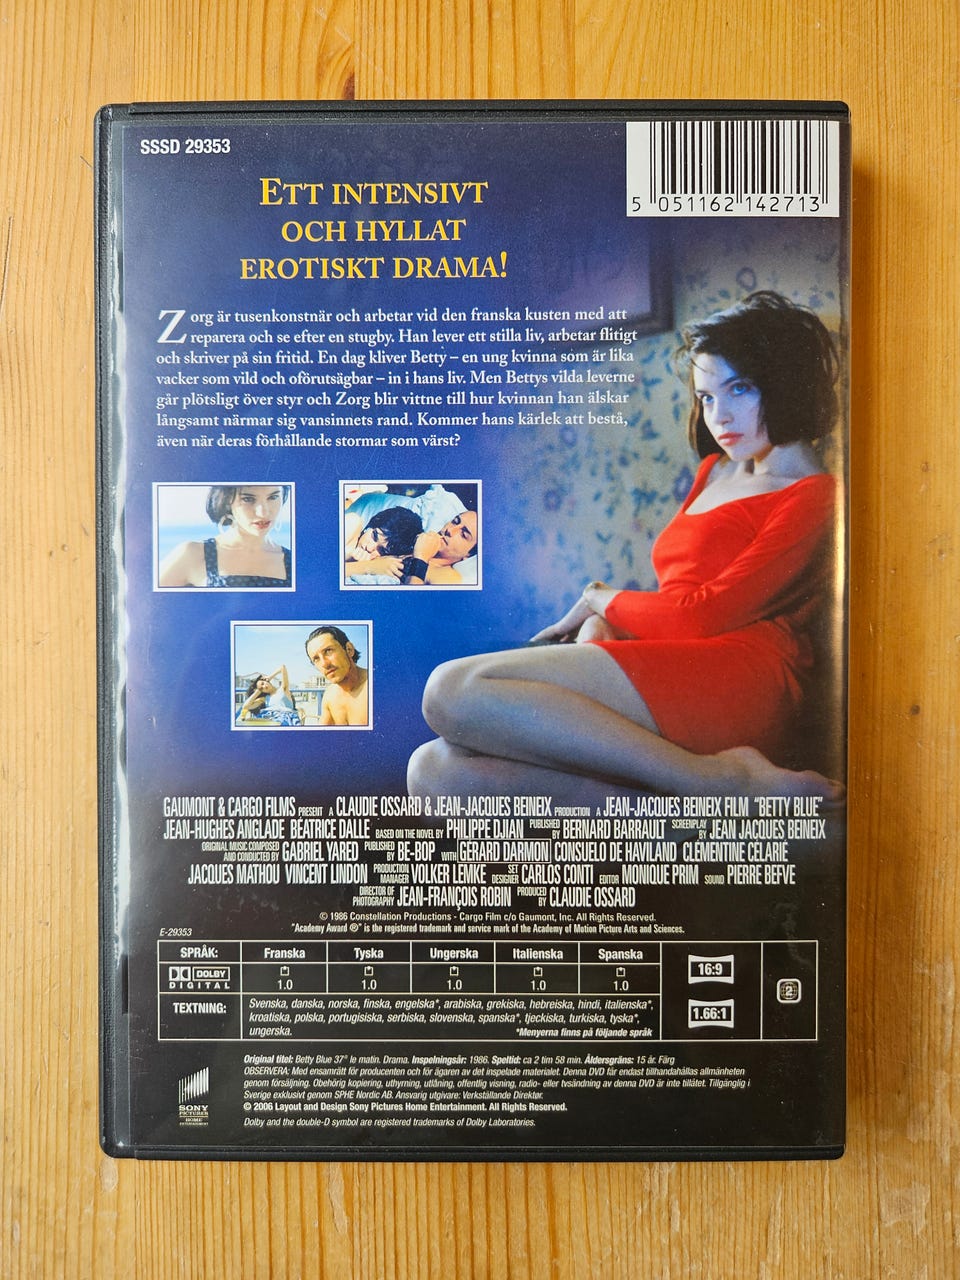 SSSD 29353
5 051162 142713
ETT INTENSIVT
OCH HYLLAT
EROTISKT DRAMA!
Zorg är tusenkonstnär och arbetar vid den franska kusten med att
reparera och se efter en stugby. Han lever ett stilla liv, arbetar flitigt
och skriver på sin fritid. En dag kliver Betty – en ung kvinna som är lika
vacker som vild och oförutsägbar – in i hans liv. Men Bettys vilda leverne
går plötsligt över styr och Zorg blir vittne till hur kvinnan han älskar
långsamt närmar sig vansinnets rand. Kommer hans kärlek att bestå,
även när deras förhållande stormar som värst?
GAUMONT & CARGO FILMS PRESENT A CLAUDIE OSSARD & JEAN-JACQUES BEINEIX PRODUCTION A JEAN-JACQUES BEINEIX FILM "BETTY BLUE"
JEAN-HUGHES ANGLADE BÉATRICE DALLE BASED ON THE NOVEL BY PHILIPPE DJIAN PUBLISHED BY BERNARD BARRAULT SCREENPLAY BY JEAN JACQUES BEINEIX
ORIGINAL MUSIC COMPOSED AND CONDUCTED BY GABRIEL YARED PUBLISHED BY BE-BOP WITH GÉRARD DARMON CONSUELO DE HAVILAND CLÉMENTINE CÉLARIÉ
JACQUES MATHOU VINCENT LINDON PRODUCTION MANAGER VOLKER LEMKE SET DESIGNER CARLOS CONTI EDITOR MONIQUE PRIM SOUND PIERRE BEFVE
DIRECTOR OF PHOTOGRAPHY JEAN-FRANÇOIS ROBIN PRODUCED BY CLAUDIE OSSARD
© 1986 Constellation Productions - Cargo Film c/o Gaumont, Inc. All Rights Reserved.
"Academy Award ®" is the registered trademark and service mark of the Academy of Motion Picture Arts and Sciences.
E-29353
SPRÅK: Franska Tyska Ungerska Italienska Spanska
DOLBY DIGITAL 1.0 1.0 1.0 1.0 1.0
TEXTNING: Svenska, danska, norska, finska, engelska*, arabiska, grekiska, hebreiska, hindi, italienska*,
kroatiska, polska, portugisiska, serbiska, slovenska, spanska*, tjeckiska, turkiska, tyska*,
ungerska. *Menyerna finns på följande språk
16:9
1.66:1
2
Original titel: Betty Blue 37° le matin. Drama. Inspelningsår: 1986. Speltid: ca 2 tim 58 min. Åldersgräns: 15 år. Färg
OBSERVERA: Med ensamrätt för producenten och för ägaren av det inspelade materialet. Denna DVD får endast tillhandahållas allmänheten
genom försäljning. Obehörig kopiering, uthyrning, utlåning, offentlig visning, radio- eller tvsändning av denna DVD är inte tillåtet. Tillgänglig i
Sverige exklusivt genom SPHE Nordic AB. Ansvarig utgivare: Verkställande Direktør.
© 2006 Layout and Design Sony Pictures Home Entertainment. All Rights Reserved.
Dolby and the double-D symbol are registered trademarks of Dolby Laboratories.
SONY
PICTURES
HOME
ENTERTAINMENT